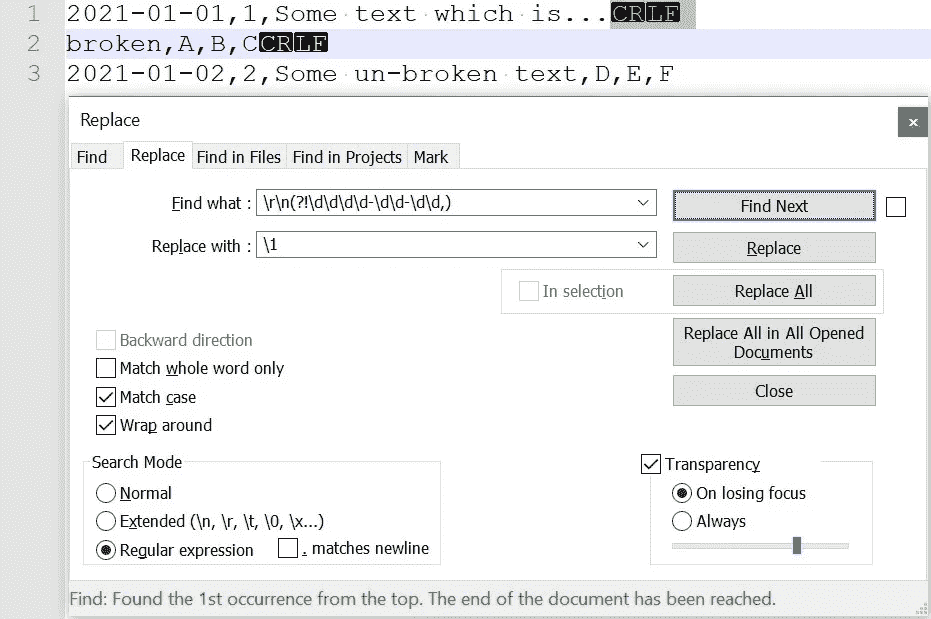 1 2021-01-01,1,Some text which is...CRLF
2 broken,A,B,CCRLF
3 2021-01-02,2,Some un-broken text,D,E,F
Replace
Find Replace Find in Files Find in Projects Mark
Find what : \r\n(?!\d\d\d\d-\d\d-\d\d,) Find Next
Replace with : \1 Replace
In selection Replace All
Replace All in All Opened
Documents
Close
Backward direction
Match whole word only
Match case
Wrap around
Search Mode
Normal
Extended (\n, \r, \t, \0, \x...)
Regular expression . matches newline
Transparency
On losing focus
Always
Find: Found the 1st occurrence from the top. The end of the document has been reached.